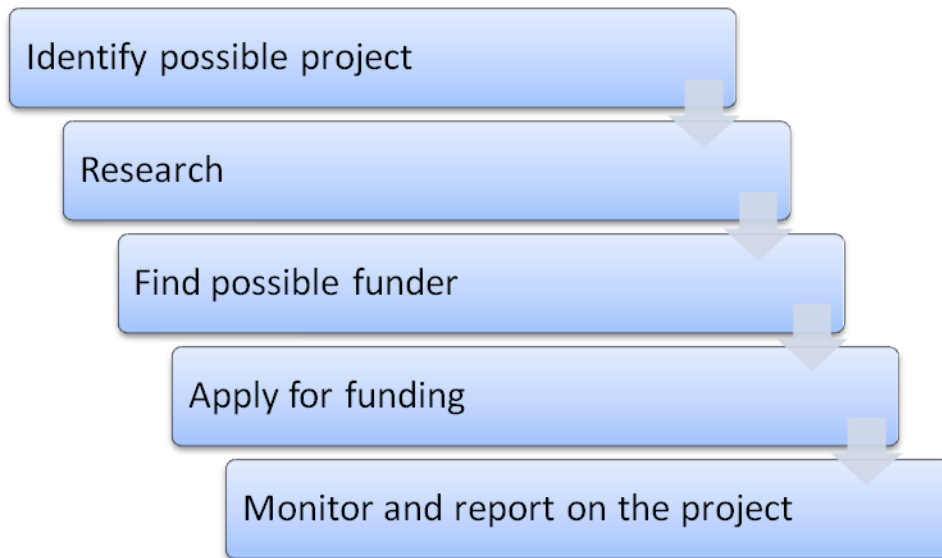 Identify possible project
Research
Find possible funder
Apply for funding
Monitor and report on the project